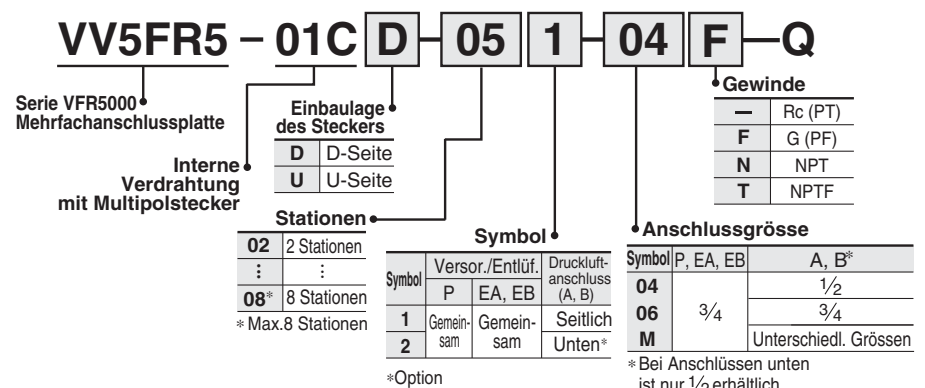 VV5FR5 – 01C D – 05 1 – 04 F – Q
Serie VFR5000
Mehrfachanschlussplatte
Interne
Verdrahtung
mit Multipolstecker
Einbaulage
des Steckers
D D-Seite
U U-Seite
Stationen
02 2 Stationen
⋮ ⋮
08* 8 Stationen
*Max.8 Stationen
Symbol
Symbol Versor./Entlüf. Druckluft-
anschluss
(A, B)
P EA, EB
1 Gemein-
sam Gemein-
sam Seitlich
2 Unten*
*Option
Gewinde
– Rc (PT)
F G (PF)
N NPT
T NPTF
Anschlussgrösse
Symbol P, EA, EB A, B*
04 3/4 1/2
06 3/4
M Unterschiedl. Grössen
*Bei Anschlüssen unten
ist nur 1/2 erhältlich